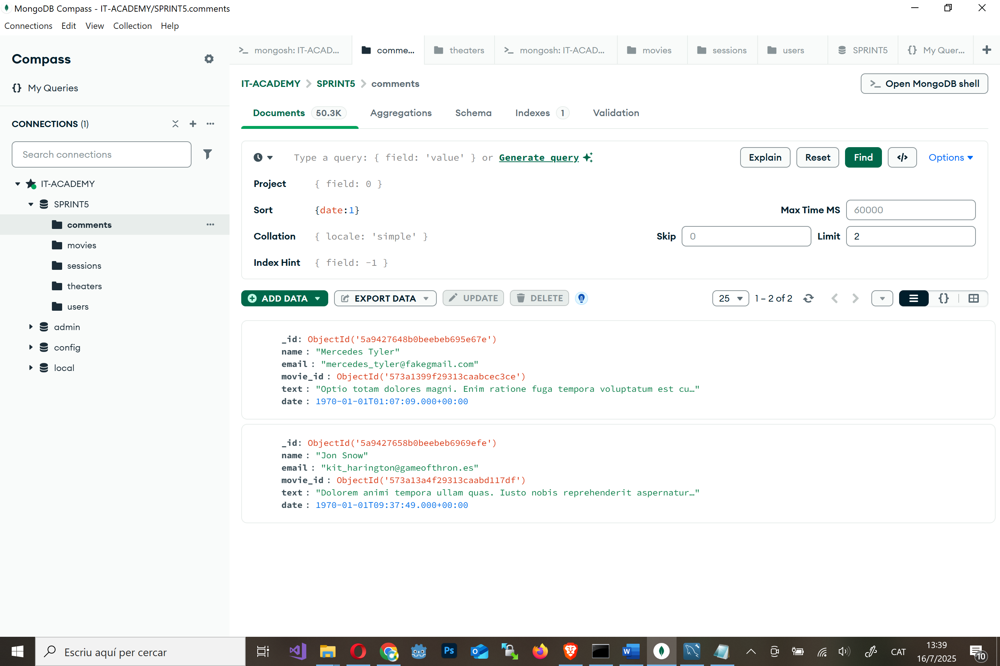 MongoDB Compass - IT-ACADEMY/SPRINT5.comments
Connections Edit View Collection Help
Compass
My Queries
CONNECTIONS (1)
Search connections
IT-ACADEMY
SPRINT5
comments
movies
sessions
theaters
users
admin
config
local
mongosh: IT-ACAD... comme... theaters mongosh: IT-ACAD... movies sessions users SPRINT5 My Quer...
IT-ACADEMY > SPRINT5 > comments
Open MongoDB shell
Documents 50.3K Aggregations Schema Indexes 1 Validation
Type a query: { field: 'value' } or Generate query
Explain Reset Find </> Options
Project { field: 0 }
Sort {date:1}
Max Time MS 60000
Collation { locale: 'simple' }
Skip 0 Limit 2
Index Hint { field: -1 }
ADD DATA EXPORT DATA UPDATE DELETE
25 1 – 2 of 2
_id: ObjectId('5a9427648b0beebeb695e67e')
name : "Mercedes Tyler"
email : "mercedes_tyler@fakegmail.com"
movie_id : ObjectId('573a1399f29313caabcec3ce')
text : "Optio totam dolores magni. Enim ratione fuga tempora voluptatum est cu…"
date : 1970-01-01T01:07:09.000+00:00
_id: ObjectId('5a9427658b0beebeb6969efe')
name : "Jon Snow"
email : "kit_harington@gameofthron.es"
movie_id : ObjectId('573a13a4f29313caabd117df')
text : "Dolorem animi tempora ullam quas. Iusto nobis reprehenderit aspernatur…"
date : 1970-01-01T09:37:49.000+00:00
Escriu aquí per cercar
Ps
CAT
13:39
16/7/2025
10